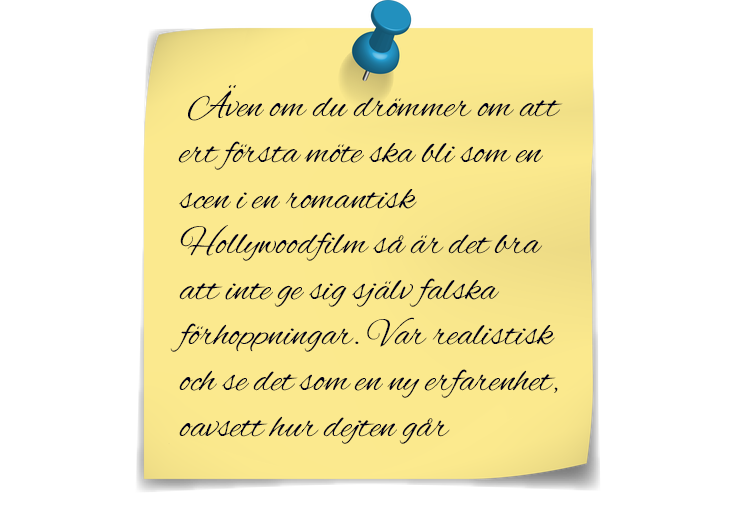 Även om du drömmer om att
ert första möte ska bli som en
scen i en romantisk
Hollywoodfilm så är det bra
att inte ge sig själv falska
förhoppningar. Var realistisk
och se det som en ny erfarenhet,
oavsett hur dejten går